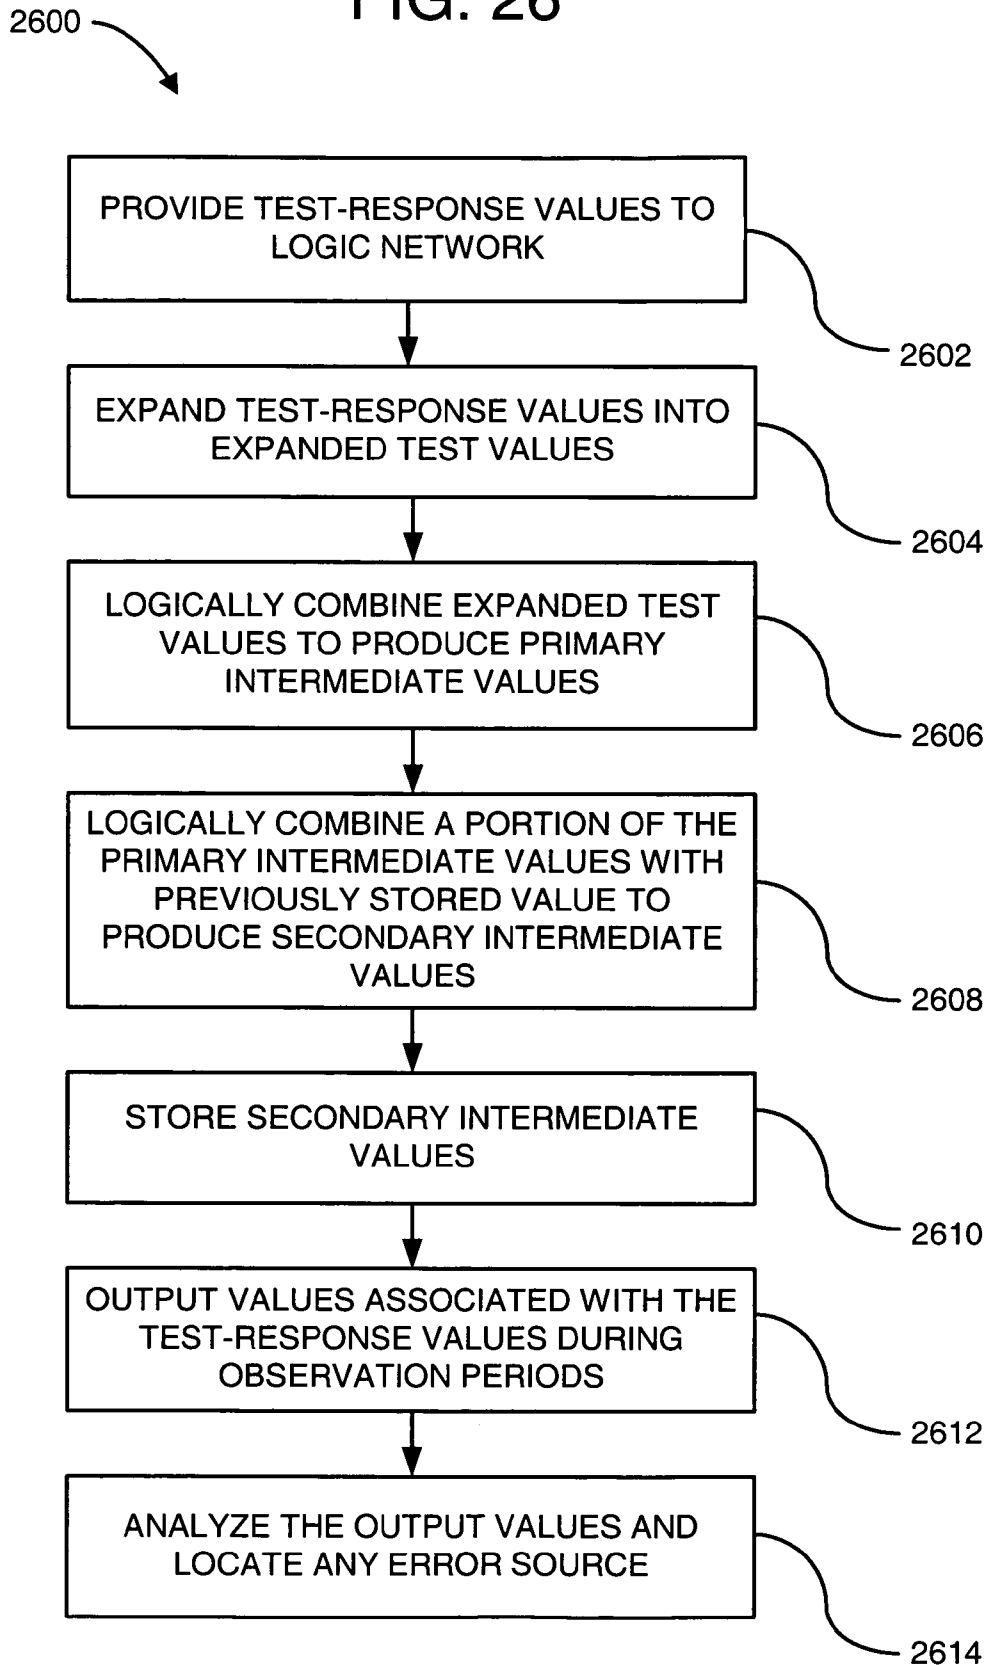 FIG. 26
2600
PROVIDE TEST-RESPONSE VALUES TO
LOGIC NETWORK
2602
EXPAND TEST-RESPONSE VALUES INTO
EXPANDED TEST VALUES
2604
LOGICALLY COMBINE EXPANDED TEST
VALUES TO PRODUCE PRIMARY
INTERMEDIATE VALUES
2606
LOGICALLY COMBINE A PORTION OF THE
PRIMARY INTERMEDIATE VALUES WITH
PREVIOUSLY STORED VALUE TO
PRODUCE SECONDARY INTERMEDIATE
VALUES
2608
STORE SECONDARY INTERMEDIATE
VALUES
2610
OUTPUT VALUES ASSOCIATED WITH THE
TEST-RESPONSE VALUES DURING
OBSERVATION PERIODS
2612
ANALYZE THE OUTPUT VALUES AND
LOCATE ANY ERROR SOURCE
2614